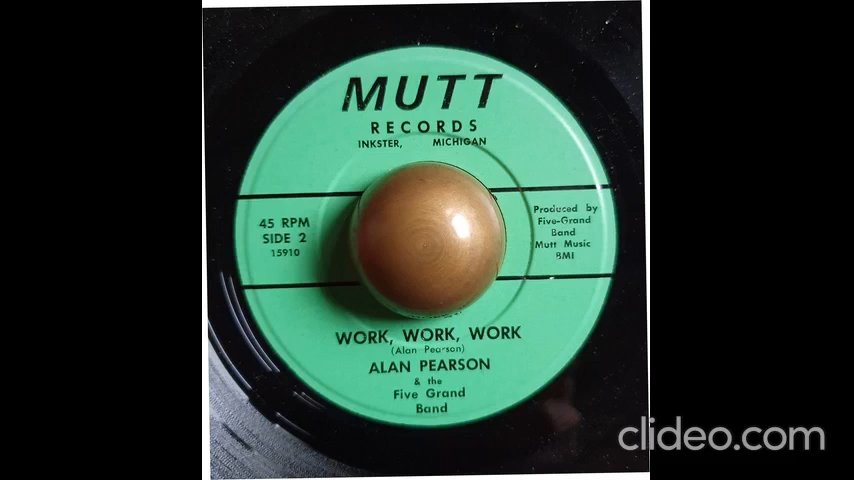 MUTT
RECORDS
INKSTER, MICHIGAN
45 RPM
SIDE 2
15910
Produced by
Five-Grand
Band
Mutt Music
BMI
WORK, WORK, WORK
(Alan Pearson)
ALAN PEARSON
& the
Five Grand
Band
clideo.com